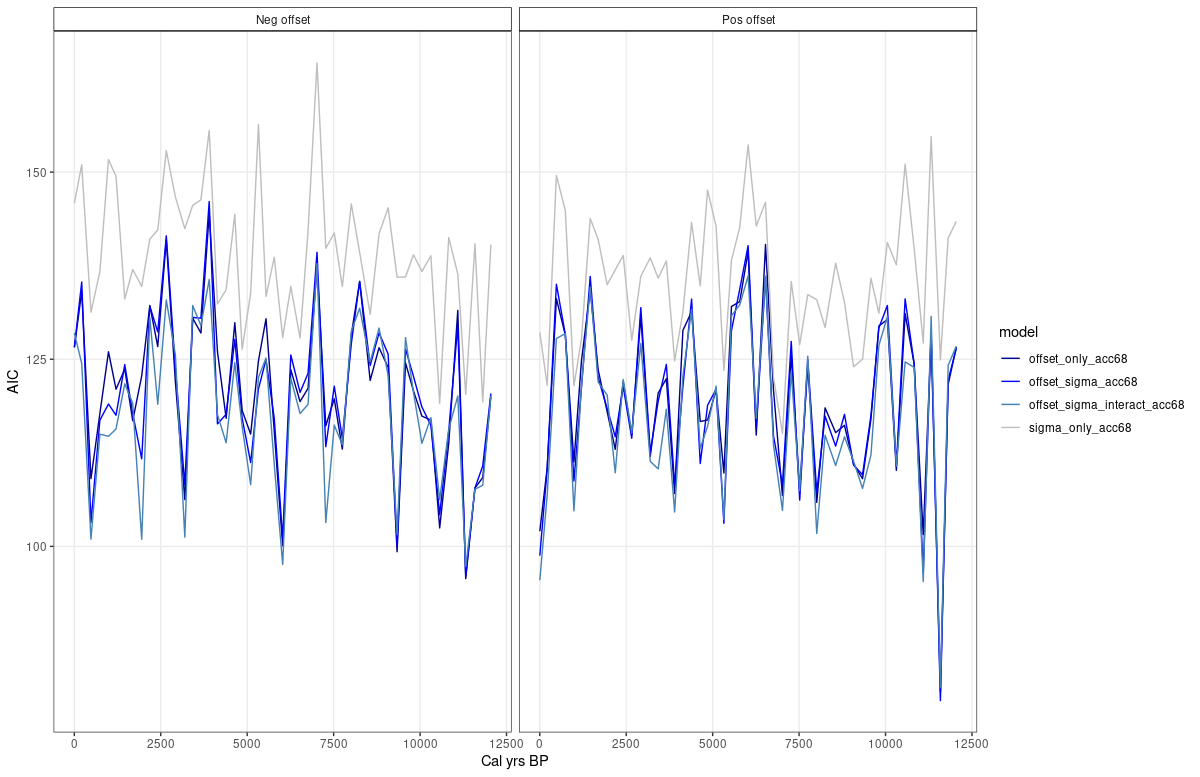 Neg offset
Pos offset
150
125
100
AIC
0
2500
5000
7500
10000
12500
0
2500
5000
7500
10000
12500
Cal yrs BP
model
offset_only_acc68
offset_sigma_acc68
offset_sigma_interact_acc68
sigma_only_acc68